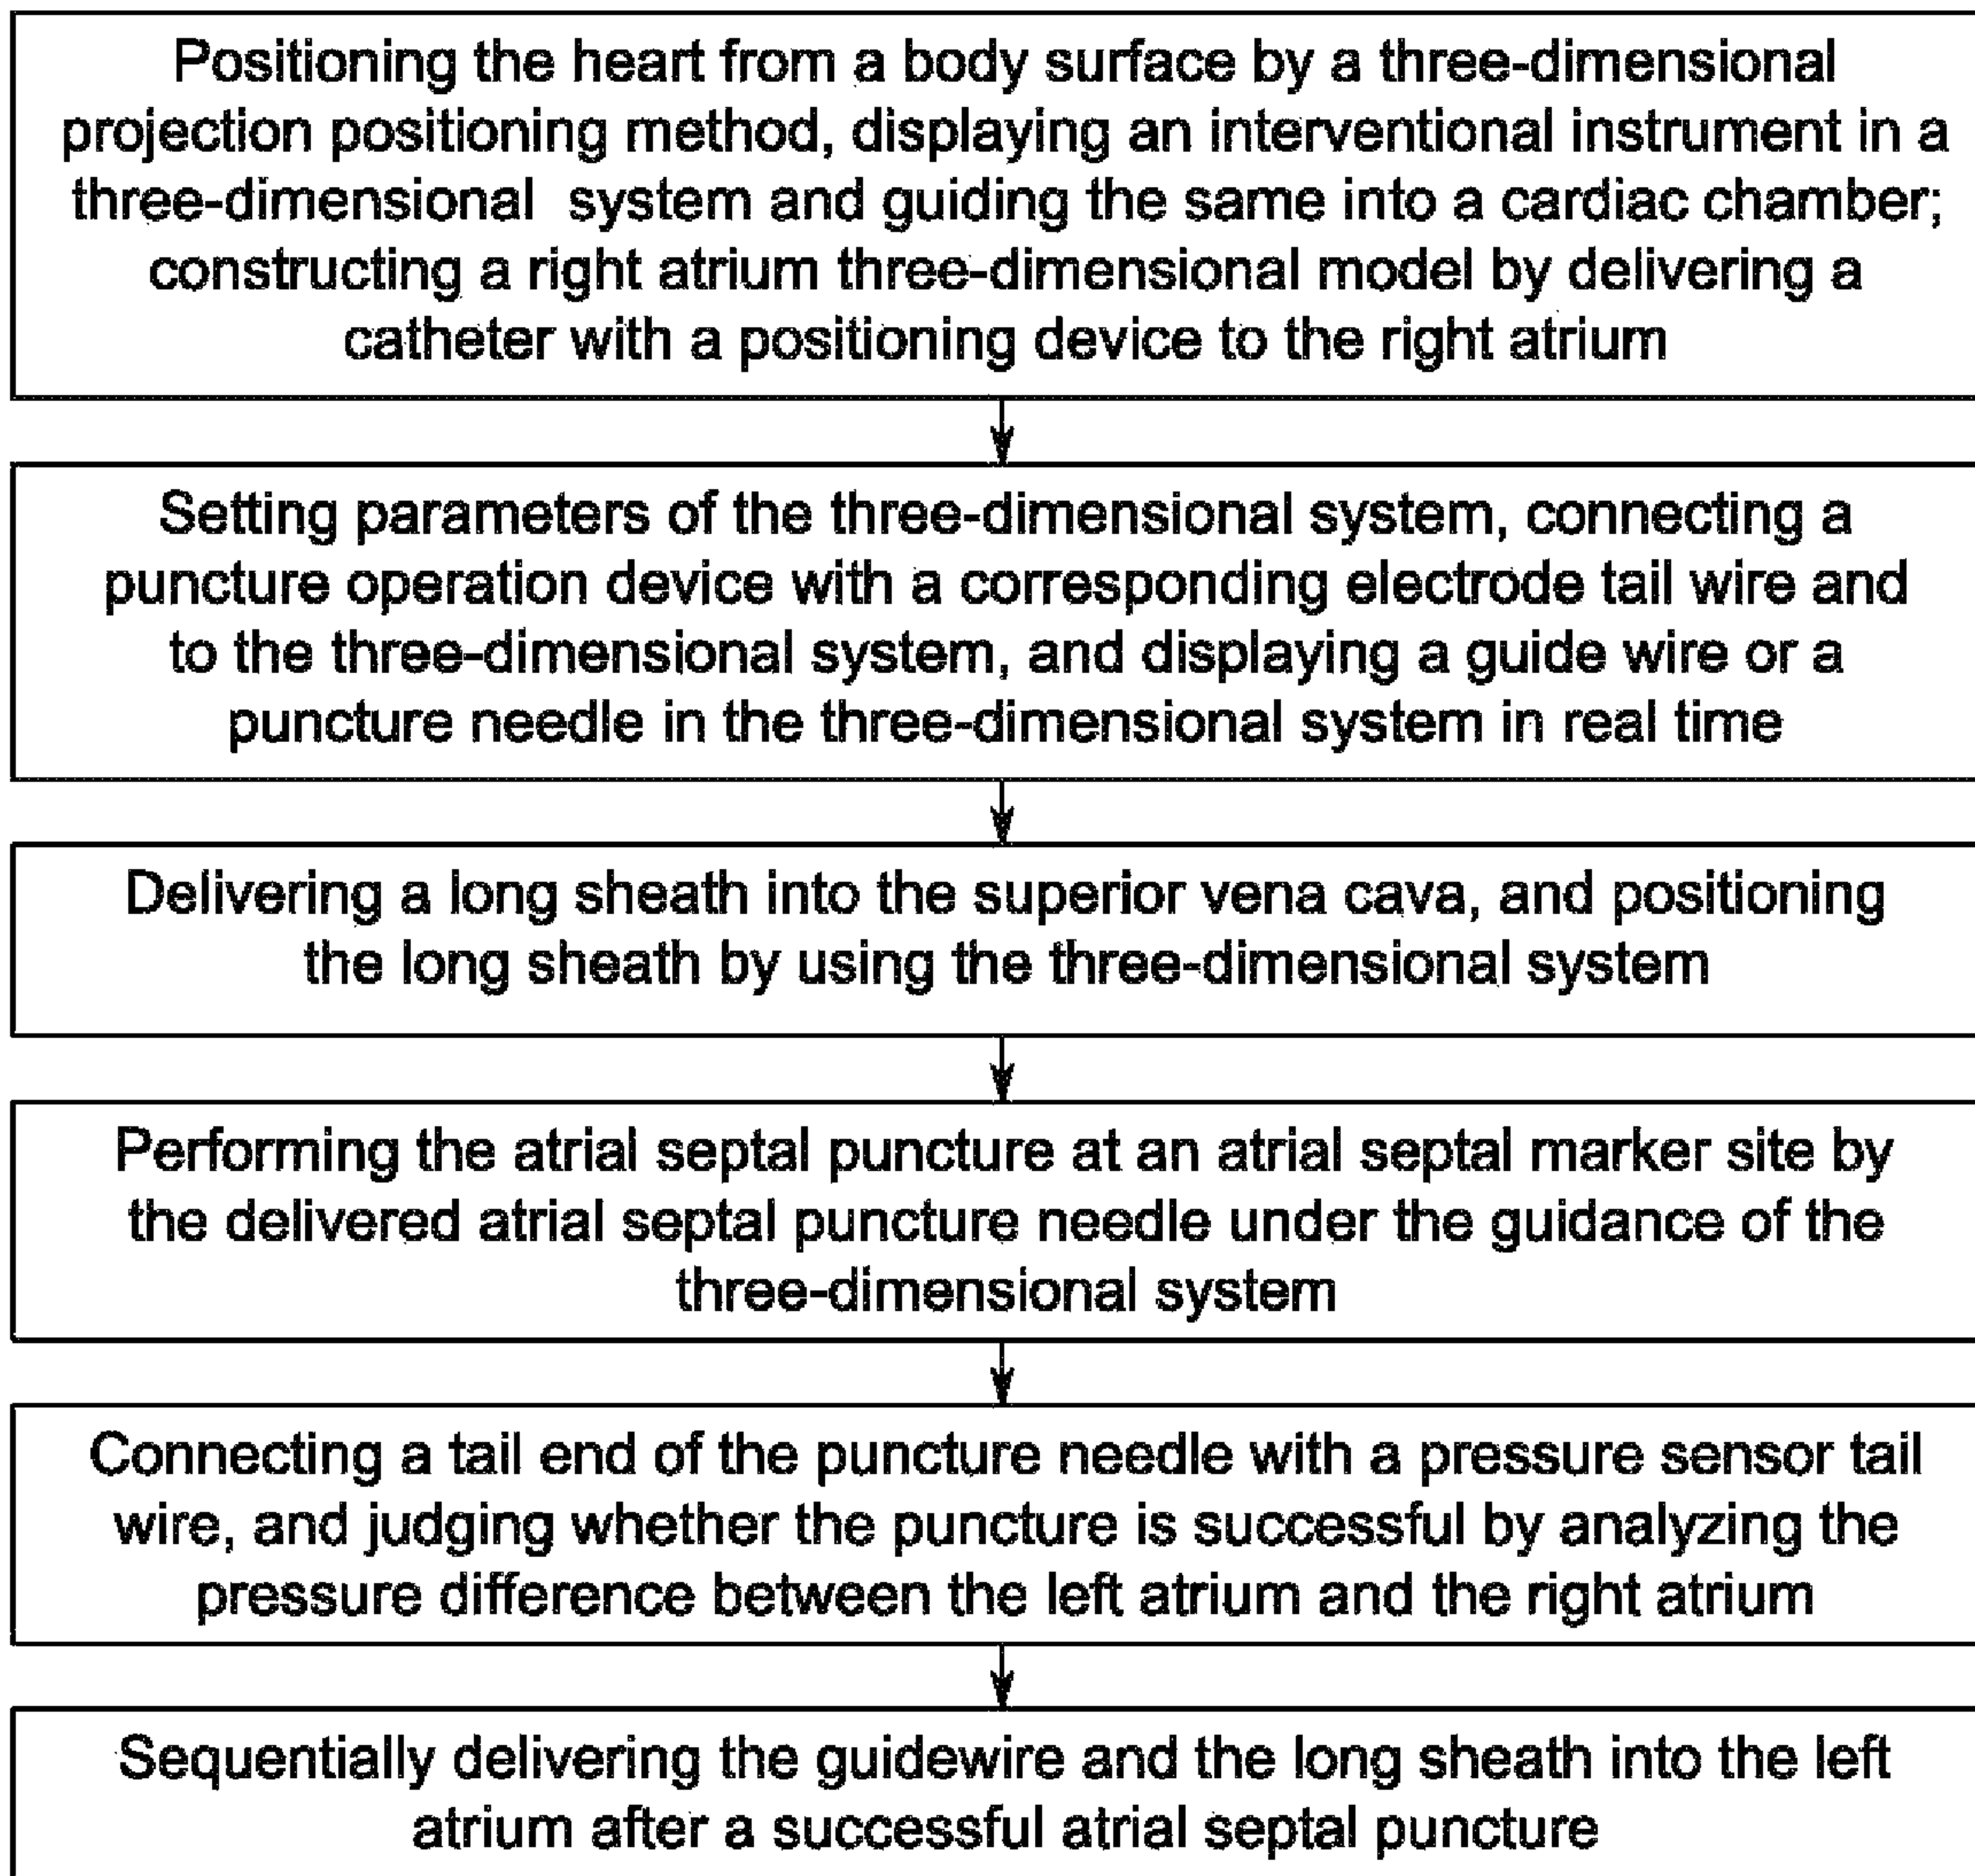 Positioning the heart from a body surface by a three-dimensional
projection positioning method, displaying an interventional instrument in a
three-dimensional system and guiding the same into a cardiac chamber;
constructing a right atrium three-dimensional model by delivering a
catheter with a positioning device to the right atrium
Setting parameters of the three-dimensional system, connecting a
puncture operation device with a corresponding electrode tail wire and
to the three-dimensional system, and displaying a guide wire or a
puncture needle in the three-dimensional system in real time
Delivering a long sheath into the superior vena cava, and positioning
the long sheath by using the three-dimensional system
Performing the atrial septal puncture at an atrial septal marker site by
the delivered atrial septal puncture needle under the guidance of the
three-dimensional system
Connecting a tail end of the puncture needle with a pressure sensor tail
wire, and judging whether the puncture is successful by analyzing the
pressure difference between the left atrium and the right atrium
Sequentially delivering the guidewire and the long sheath into the left
atrium after a successful atrial septal puncture